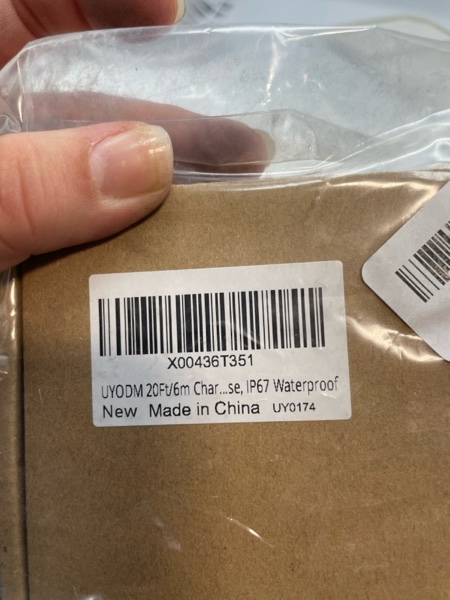 X00436T351
UYODM 20Ft/6m Char...se, IP67 Waterproof
New Made in China UY0174